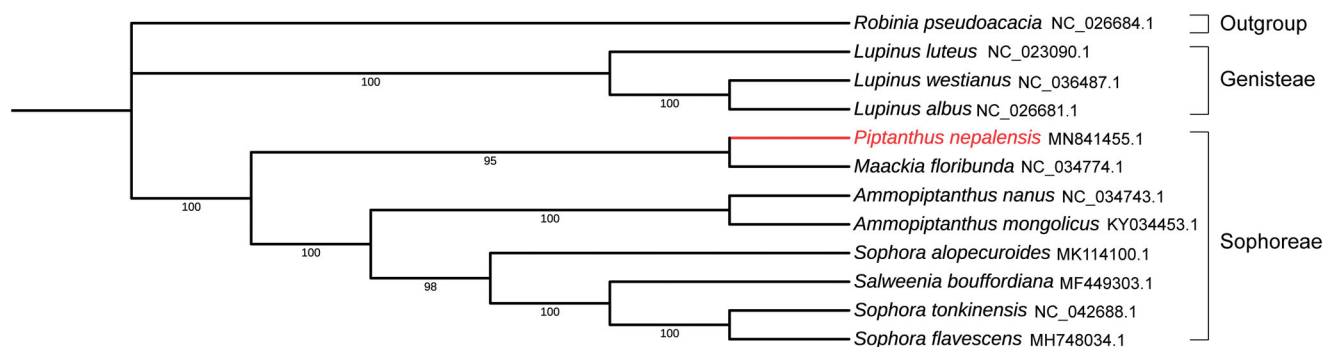 Robinia pseudoacacia NC_026684.1
Outgroup
Lupinus luteus NC_023090.1
100
Lupinus westianus NC_036487.1
Genisteae
100
Lupinus albus NC_026681.1
Piptanthus nepalensis MN841455.1
95
Maackia floribunda NC_034774.1
Ammopiptanthus nanus NC_034743.1
100
100
Ammopiptanthus mongolicus KY034453.1
Sophoreae
100
Sophora alopecuroides MK114100.1
98
Salweenia bouffordiana MF449303.1
100
Sophora tonkinensis NC_042688.1
100
Sophora flavescens MH748034.1